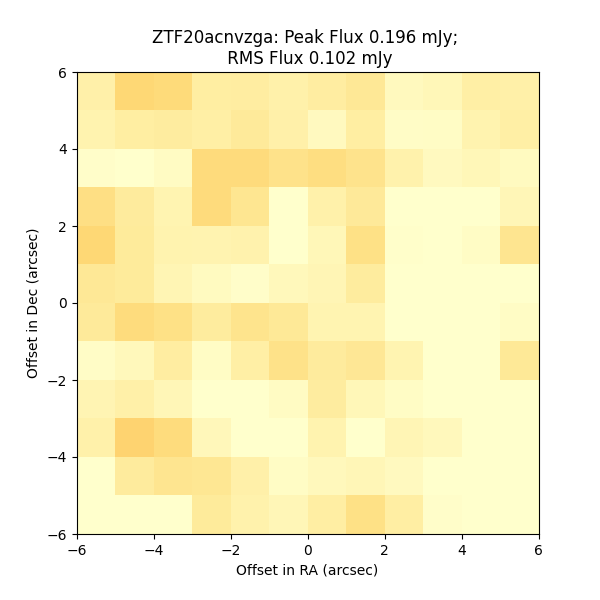 ZTF20acnvzga: Peak Flux 0.196 mJy;
RMS Flux 0.102 mJy
6
4
2
0
−2
−4
−6
Offset in Dec (arcsec)
−6 −4 −2 0 2 4 6
Offset in RA (arcsec)